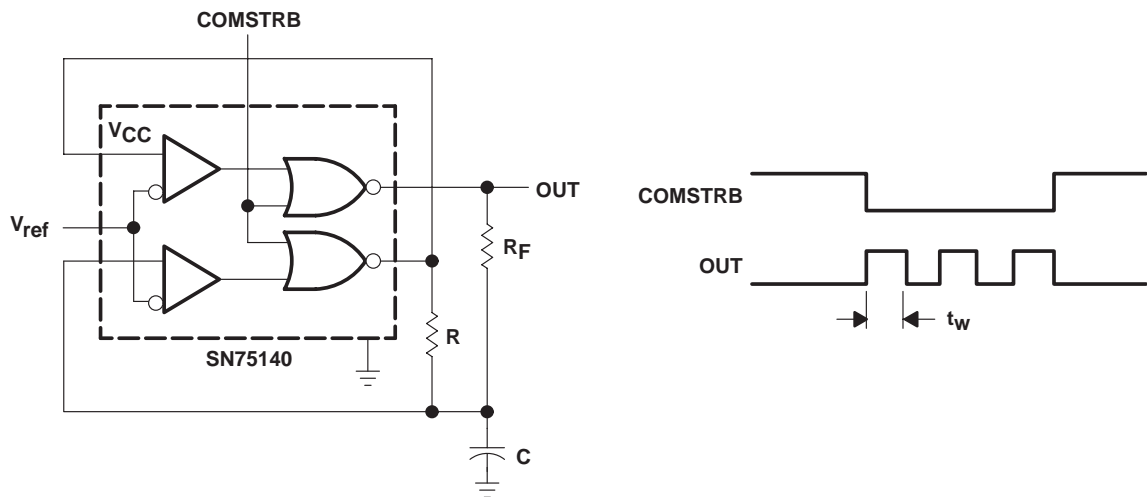 COMSTRB
VCC
OUT
Vref
RF
R
SN75140
C
COMSTRB
OUT
tw